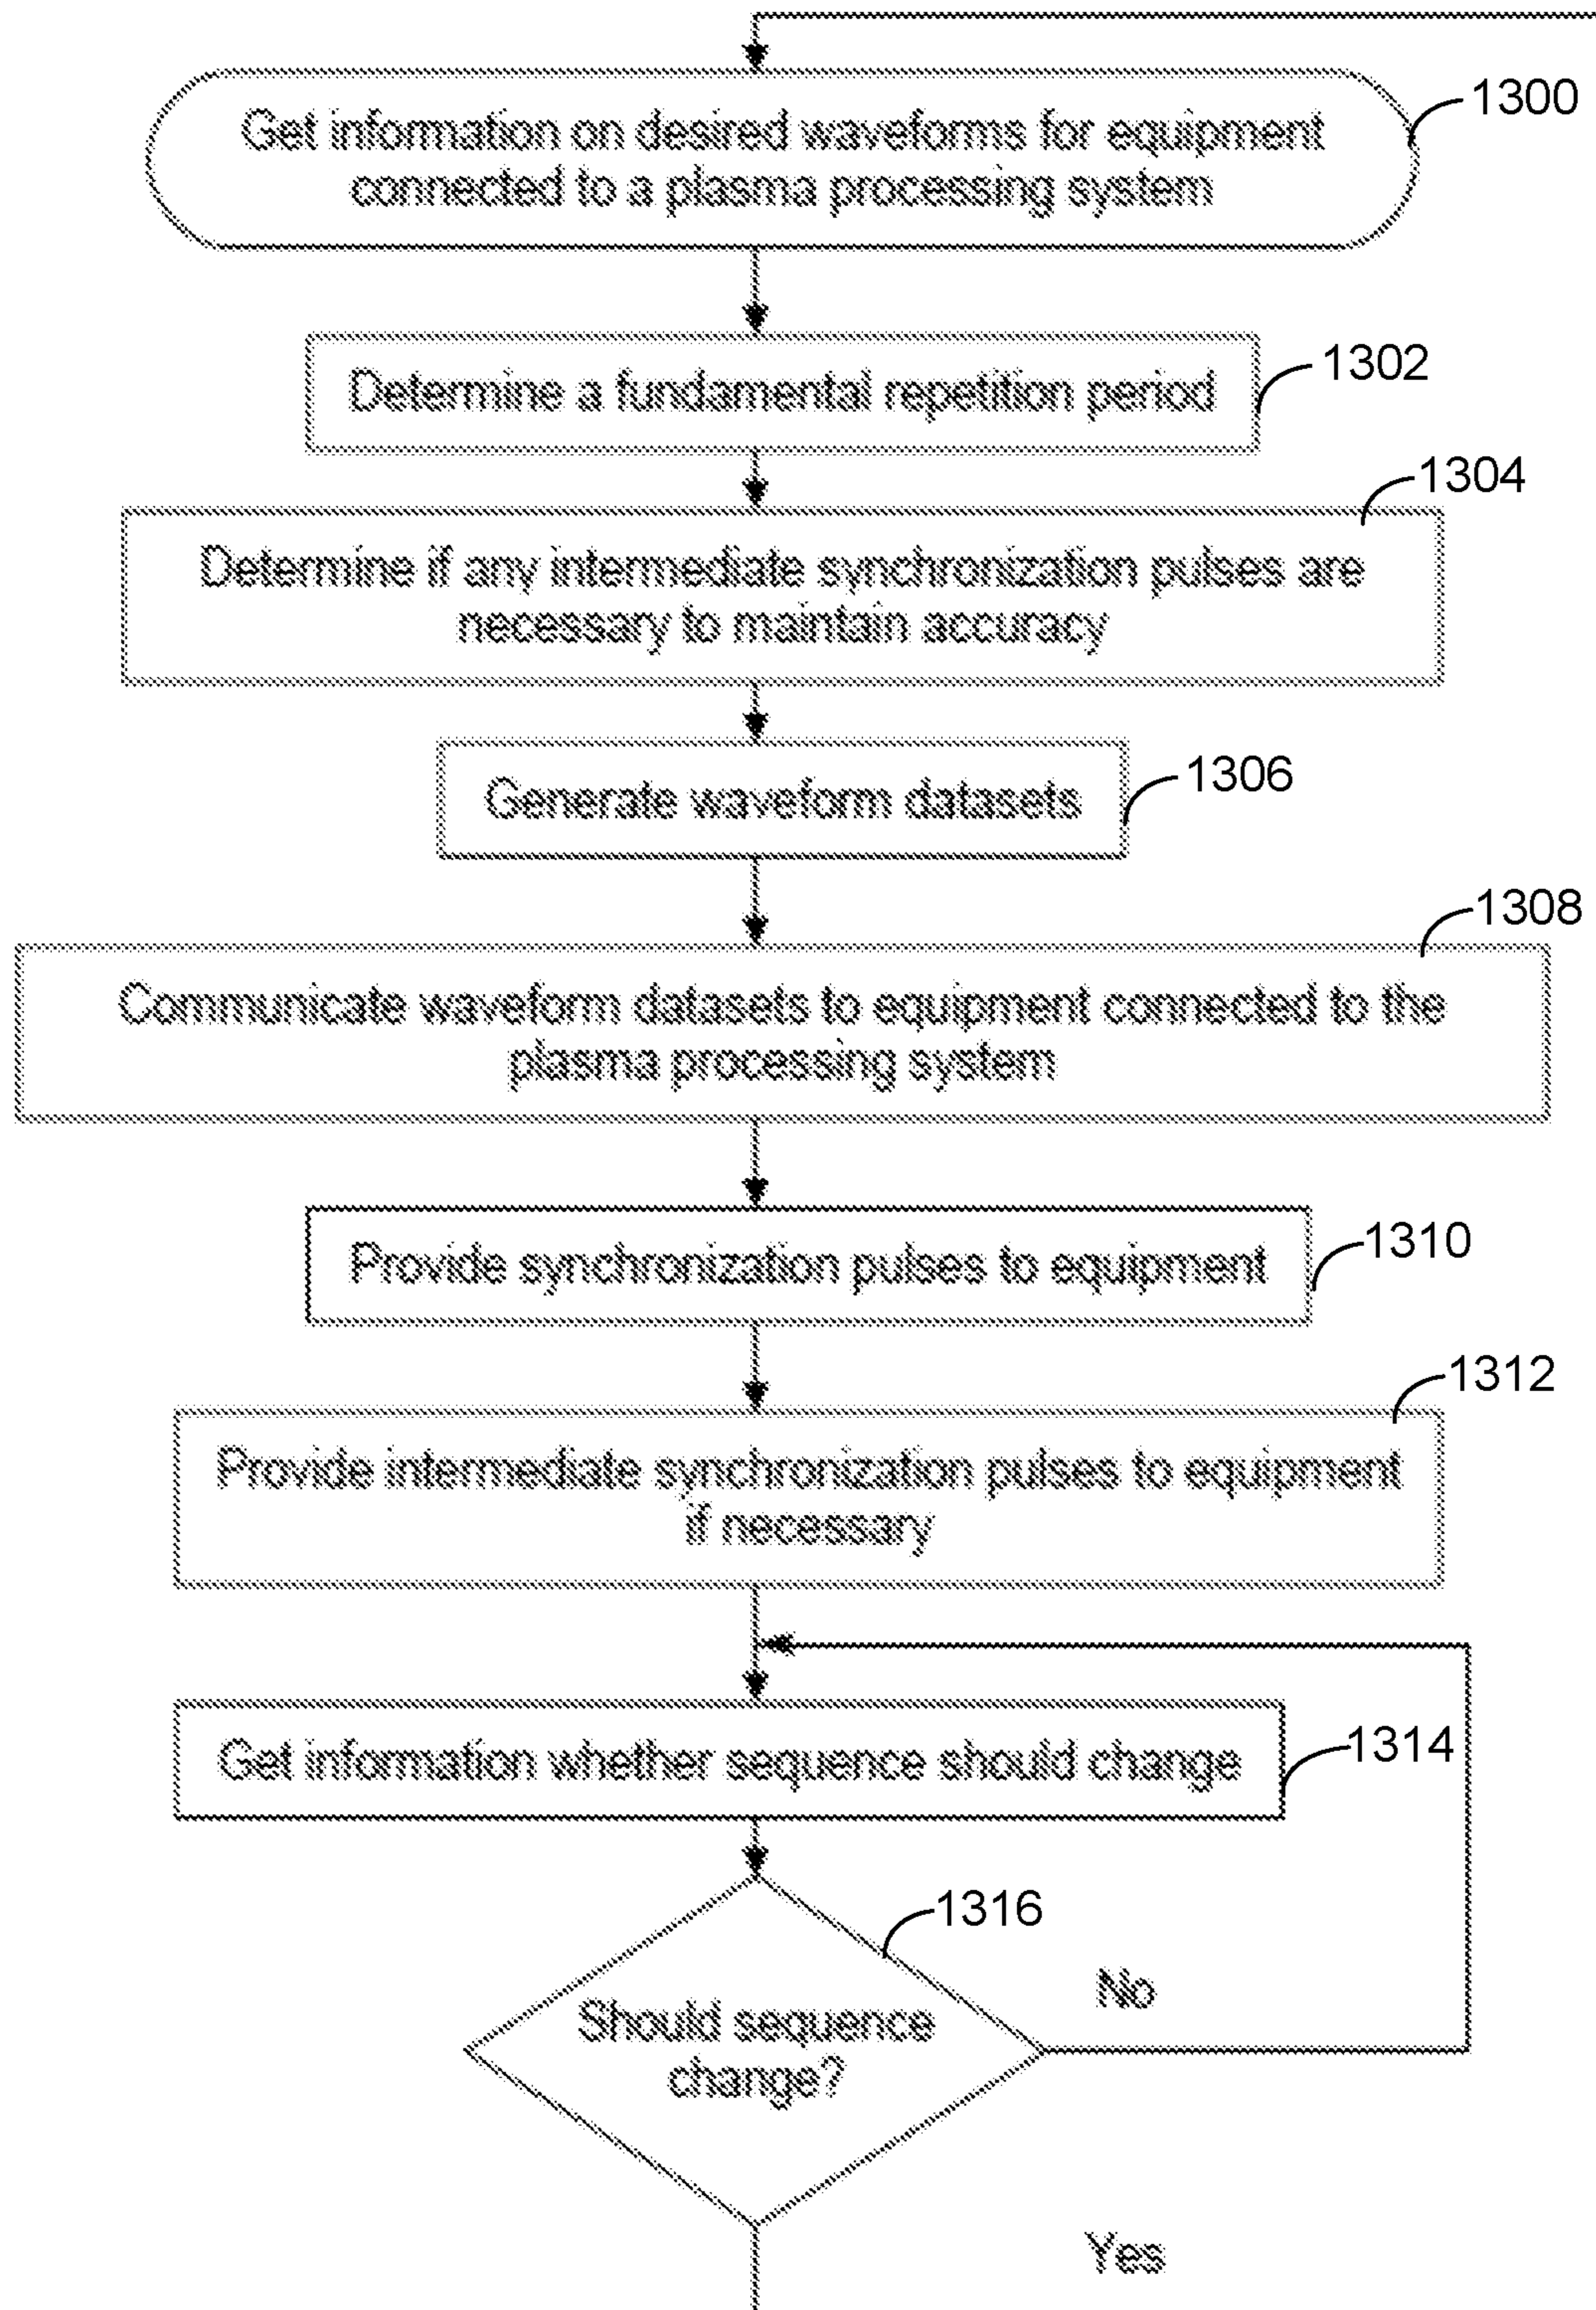 1300
Get information on desired waveforms for equipment
connected to a plasma processing system
1302
Determine a fundamental repetition period
1304
Determine if any intermediate synchronization pulses are
necessary to maintain accuracy
1306
Generate waveform datasets
1308
Communicate waveform datasets to equipment connected to the
plasma processing system
1310
Provide synchronization pulses to equipment
1312
Provide intermediate synchronization pulses to equipment
if necessary
1314
Get information whether sequence should change
1316
No
Should sequence
change?
Yes